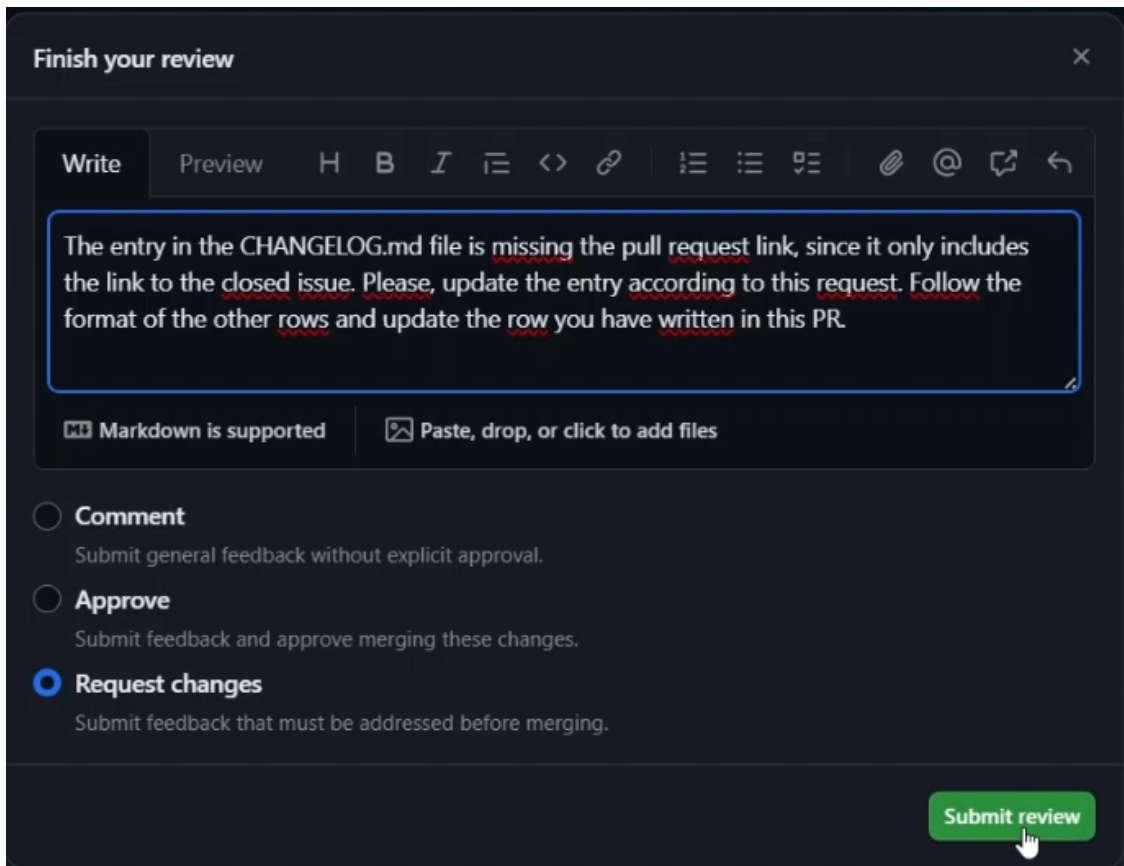 Finish your review
Write Preview H B I
The entry in the CHANGELOG.md file is missing the pull request link, since it only includes
the link to the closed issue. Please, update the entry according to this request. Follow the
format of the other rows and update the row you have written in this PR.
Markdown is supported Paste, drop, or click to add files
Comment
Submit general feedback without explicit approval.
Approve
Submit feedback and approve merging these changes.
Request changes
Submit feedback that must be addressed before merging.
Submit review